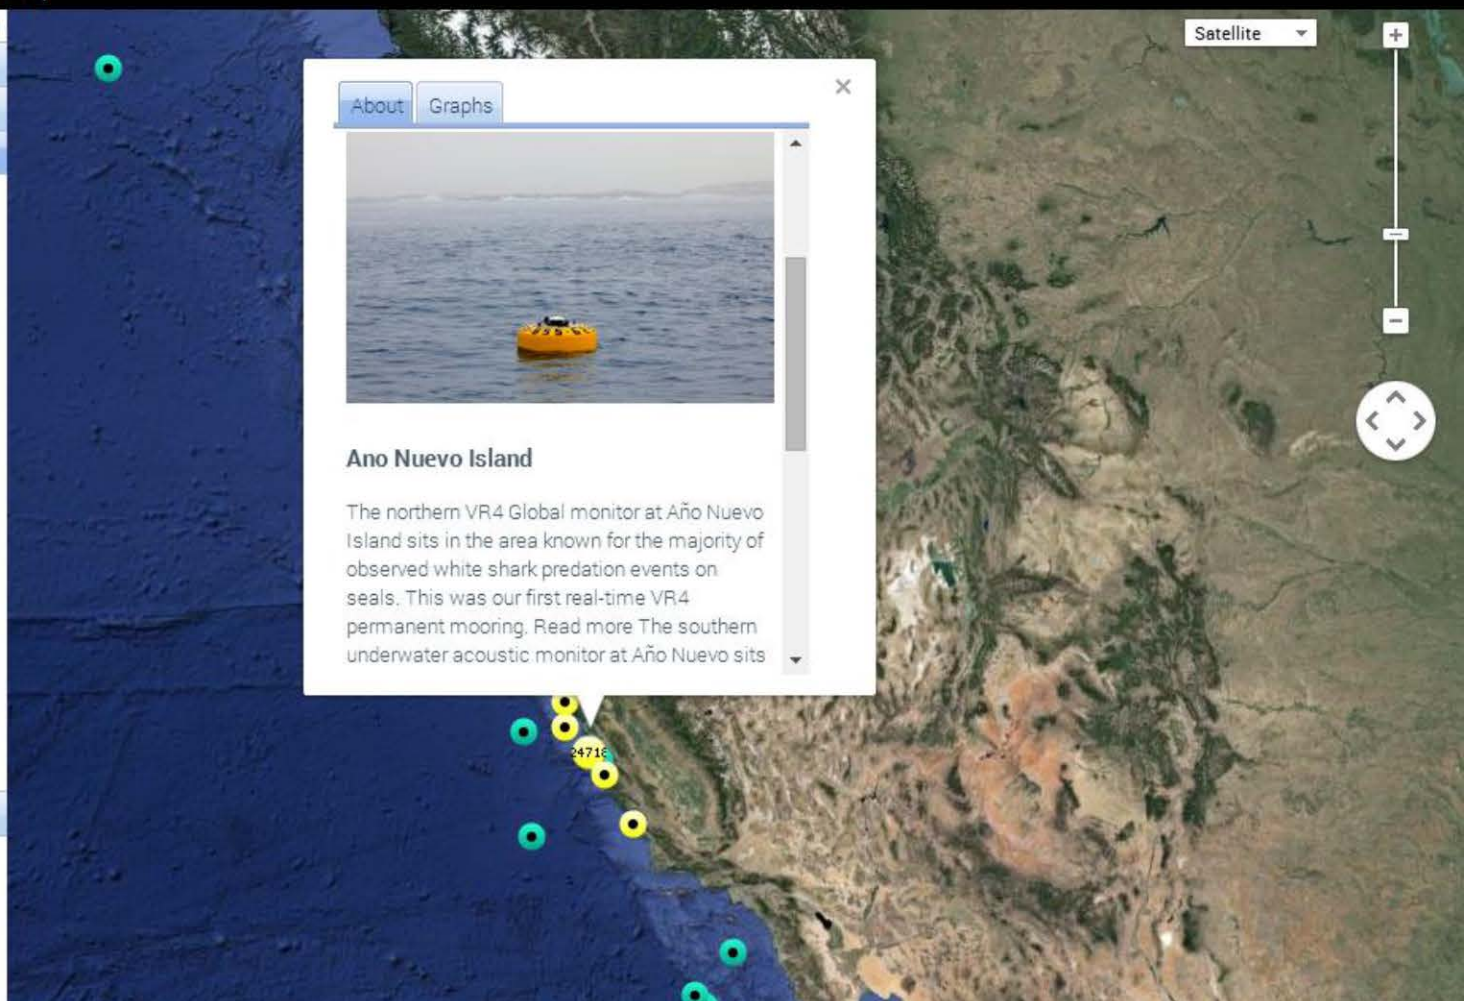 Satellite
About Graphs
Ano Nuevo Island
The northern VR4 Global monitor at Año Nuevo
Island sits in the area known for the majority of
observed white shark predation events on
seals. This was our first real-time VR4
permanent mooring. Read more The southern
underwater acoustic monitor at Año Nuevo sits
24718